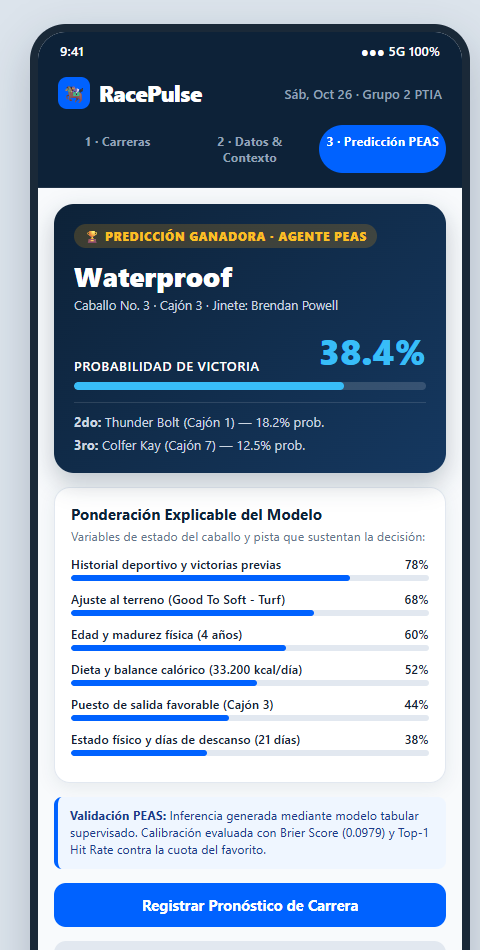 9:41
●●● 5G 100%
RacePulse
Sáb, Oct 26 · Grupo 2 PTIA
1 · Carreras
2 · Datos &
Contexto
3 · Predicción PEAS
🏆 PREDICCIÓN GANADORA - AGENTE PEAS
Waterproof
Caballo No. 3 · Cajón 3 · Jinete: Brendan Powell
PROBABILIDAD DE VICTORIA
38.4%
2do: Thunder Bolt (Cajón 1) — 18.2% prob.
3ro: Colfer Kay (Cajón 7) — 12.5% prob.
Ponderación Explicable del Modelo
Variables de estado del caballo y pista que sustentan la decisión:
Historial deportivo y victorias previas 78%
Ajuste al terreno (Good To Soft - Turf) 68%
Edad y madurez física (4 años) 60%
Dieta y balance calórico (33.200 kcal/día) 52%
Puesto de salida favorable (Cajón 3) 44%
Estado físico y días de descanso (21 días) 38%
Validación PEAS: Inferencia generada mediante modelo tabular
supervisado. Calibración evaluada con Brier Score (0.0979) y Top-1
Hit Rate contra la cuota del favorito.
Registrar Pronóstico de Carrera